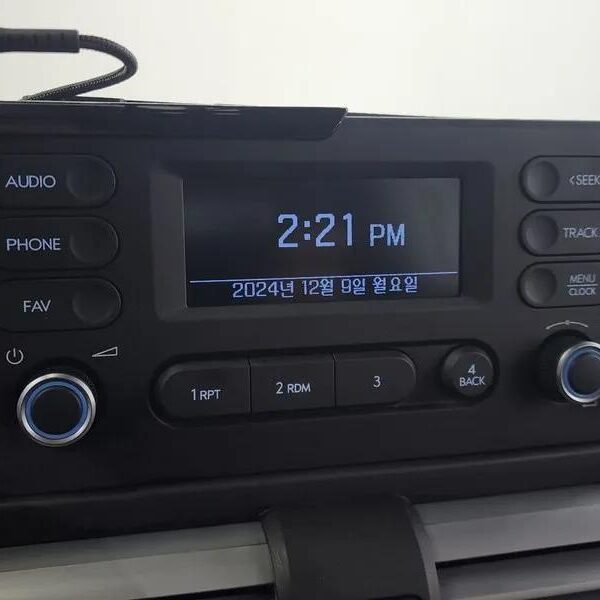 AUDIO
PHONE
FAV
2:21 PM
2024년 12월 9일 월요일
<SEEK
TRACK
MENU
CLOCK
1 RPT
2 RDM
3
4
BACK